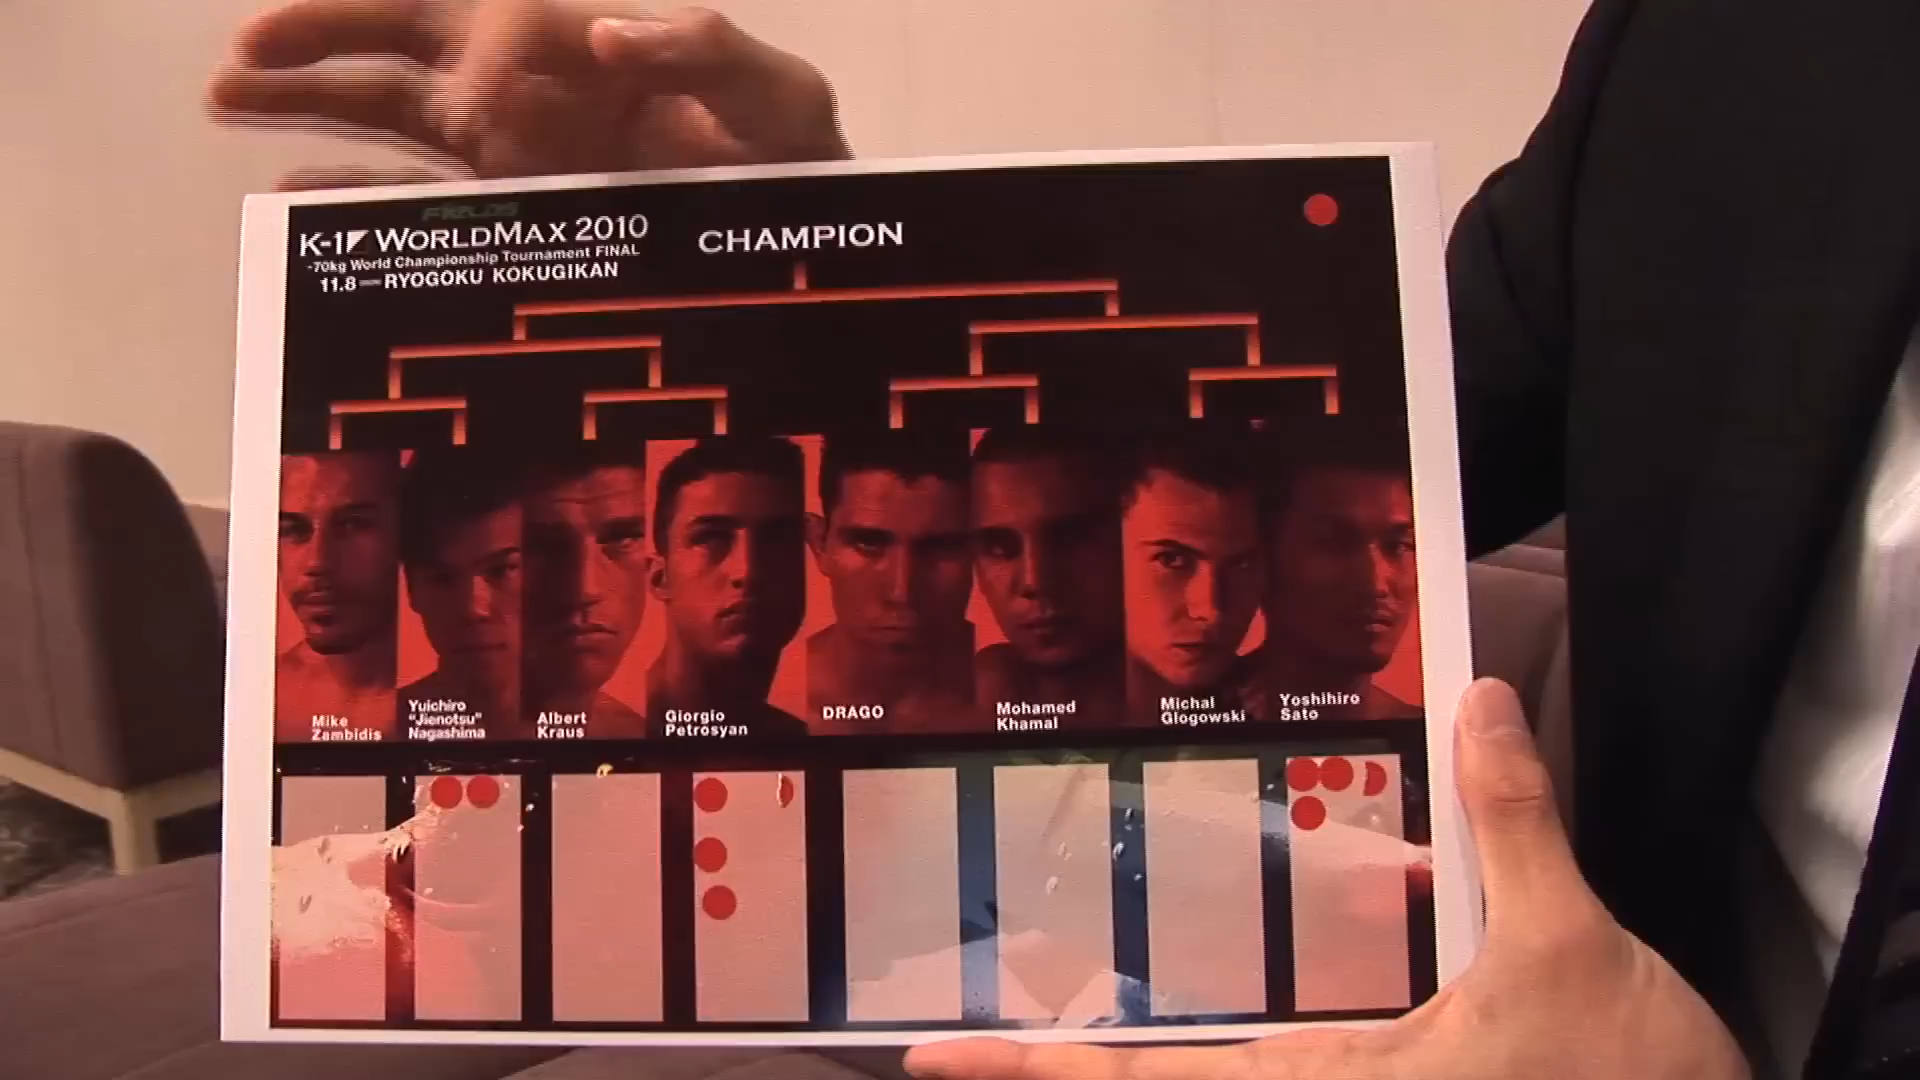 FIELDS
K-1 WORLDMAX 2010
-70kg World Championship Tournament FINAL
11.8 RYOGOKU KOKUGIKAN
CHAMPION
Mike
Zambidis
Yuichiro
"Jienotsu"
Nagashima
Albert
Kraus
Giorgio
Petrosyan
DRAGO
Mohamed
Khamal
Michal
Glogowski
Yoshihiro
Sato